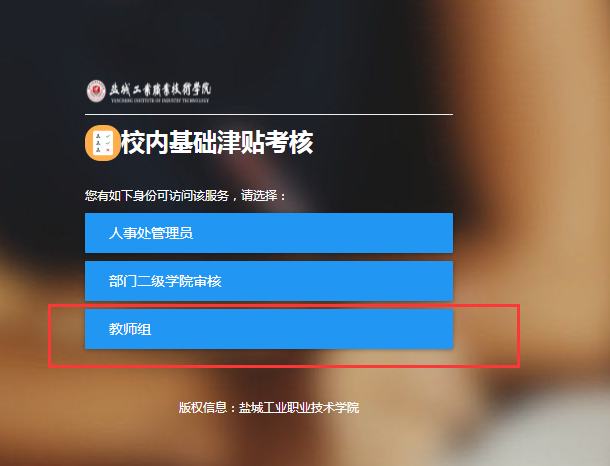 盐城工业职业技术学院
YANCHENG INSTITUTE OF INDUSTRY TECHNOLOGY
校内基础津贴考核
您有如下身份可访问该服务，请选择：
人事处管理员
部门二级学院审核
教师组
版权信息：盐城工业职业技术学院